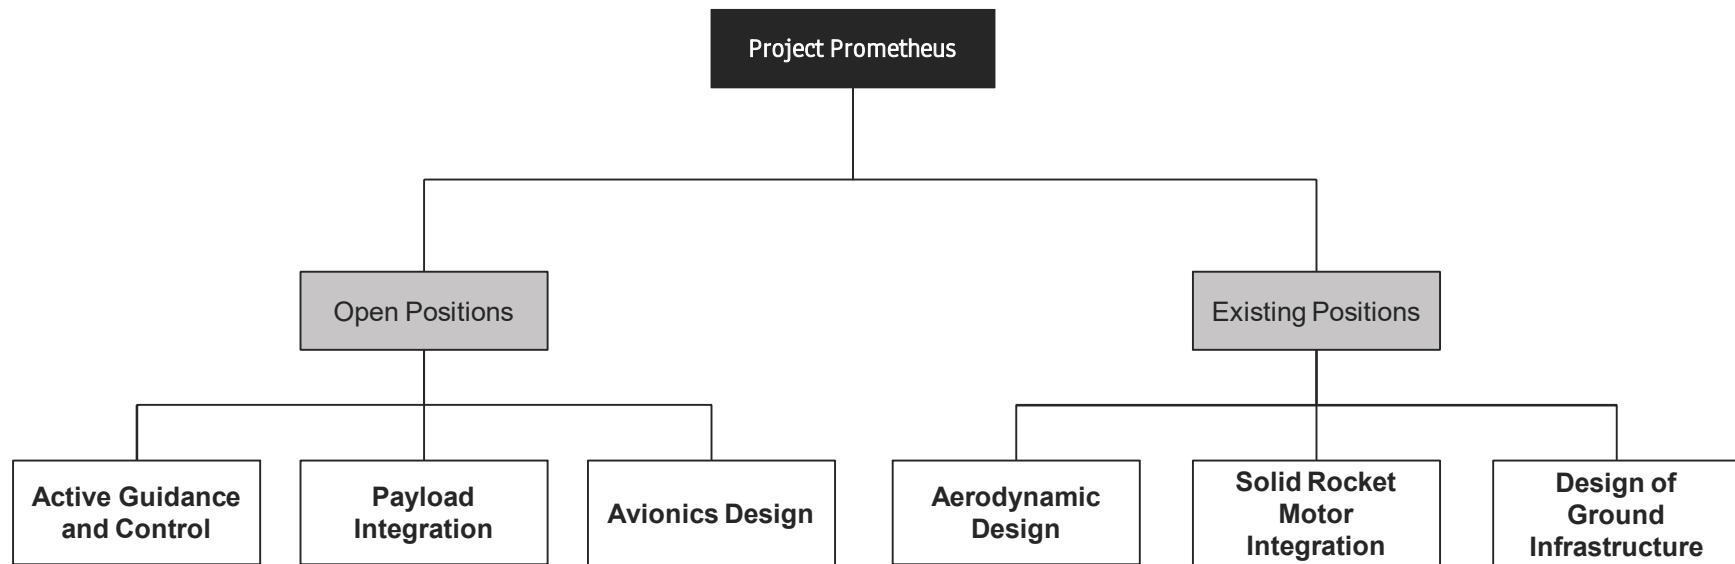 Project Prometheus
Open Positions
Existing Positions
Active Guidance
and Control
Payload
Integration
Avionics Design
Aerodynamic
Design
Solid Rocket
Motor
Integration
Design of
Ground
Infrastructure